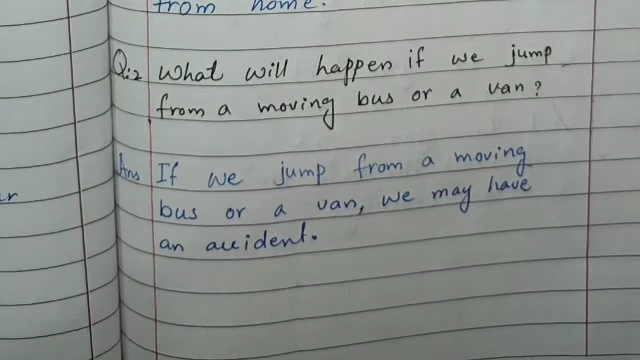 from home.
Q:2 What will happen if we jump
from a moving bus or a van?
Ans If we jump from a moving
bus or a van, we may have
an accident.